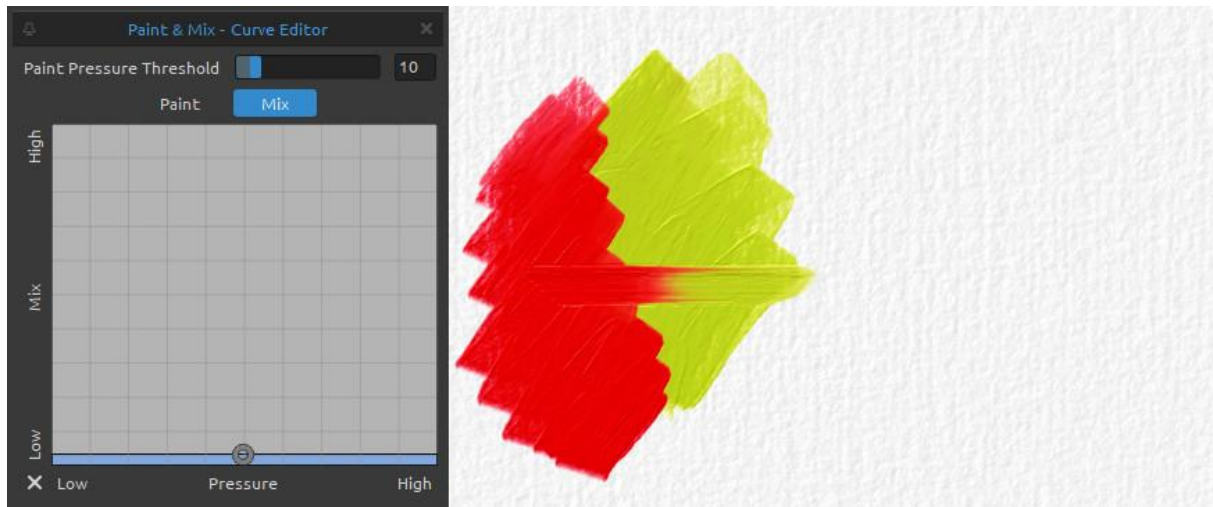 Paint & Mix - Curve Editor
Paint Pressure Threshold 10
Paint Mix
High
Mix
Low
Low Pressure High